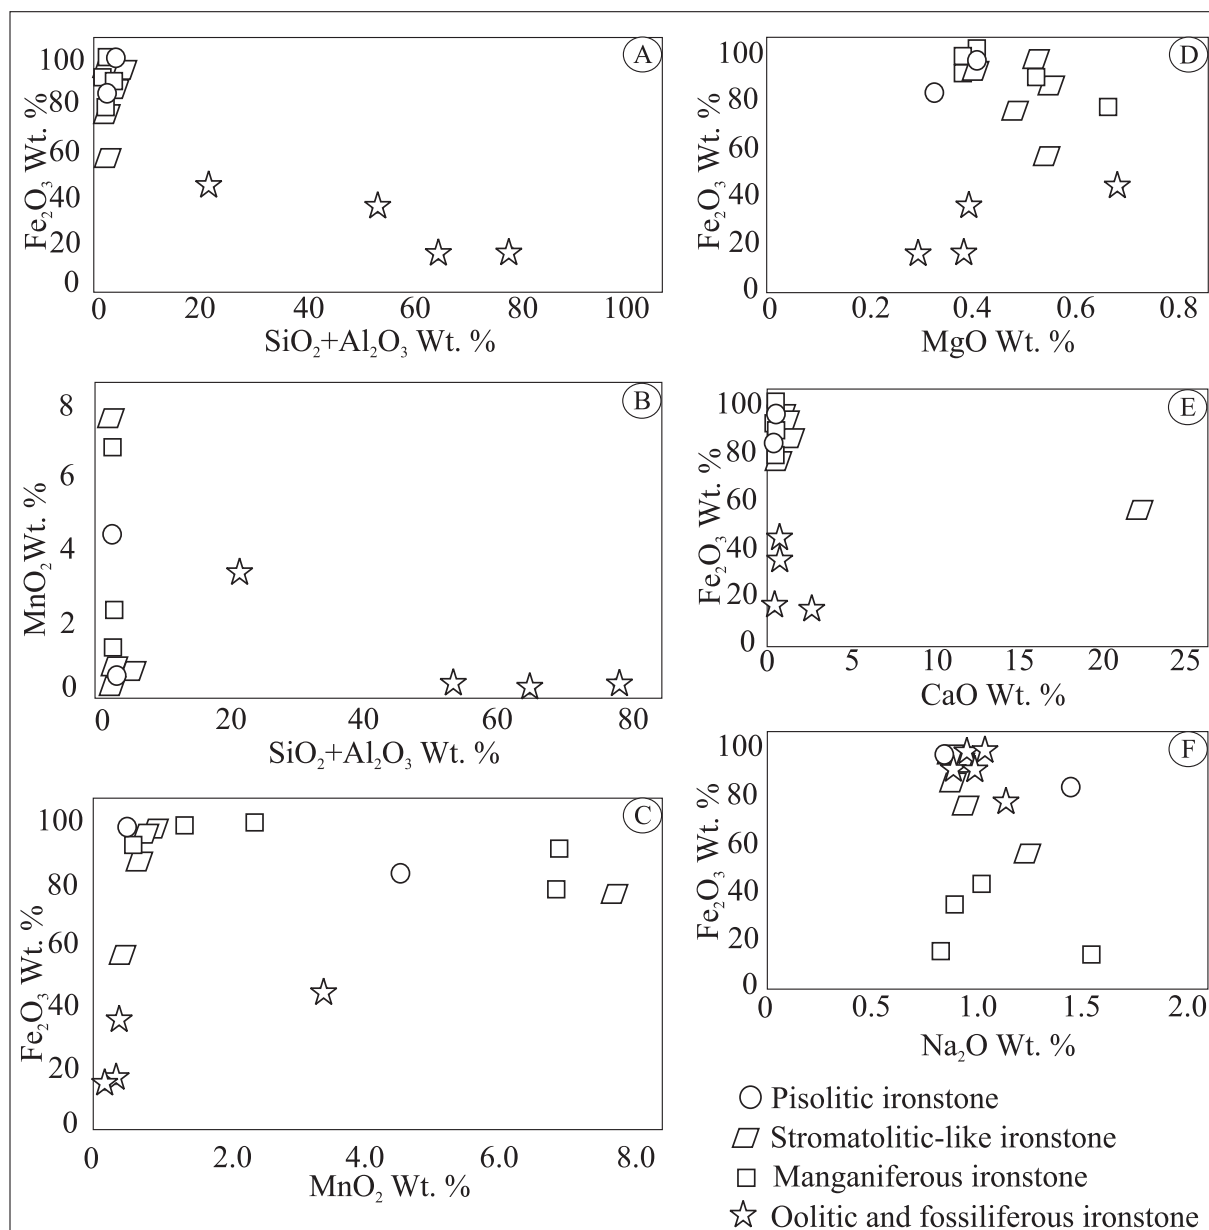 A
100
80
60
40
20
0
Fe₂O₃ Wt. %
0 20 40 60 80 100
SiO₂+Al₂O₃ Wt. %
B
8
6
4
2
0
MnO₂Wt. %
0 20 40 60 80
SiO₂+Al₂O₃ Wt. %
C
100
80
60
40
20
0
Fe₂O₃ Wt. %
0 2.0 4.0 6.0 8.0
MnO₂ Wt. %
D
100
80
60
40
20
0
Fe₂O₃ Wt. %
0 0.2 0.4 0.6 0.8
MgO Wt. %
E
100
80
60
40
20
0
Fe₂O₃ Wt. %
0 5 10 15 20 25
CaO Wt. %
F
100
80
60
40
20
0
Fe₂O₃ Wt. %
0 0.5 1.0 1.5 2.0
Na₂O Wt. %
Pisolitic ironstone
Stromatolitic-like ironstone
Manganiferous ironstone
Oolitic and fossiliferous ironstone